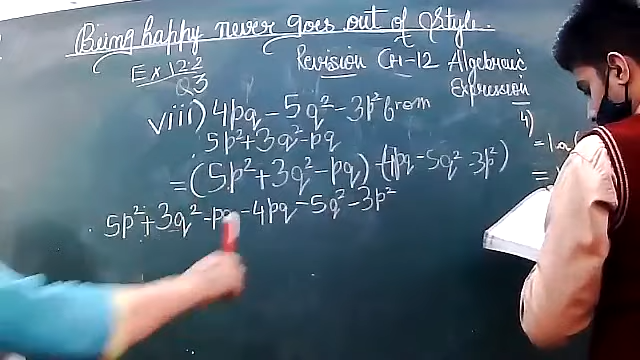 Being happy never goes out of Style.
Ex 12.2
Q3
Revision CH-12 Algebraic
Expression
viii) 4pq - 5q² - 3p² from
5p² + 3q² - pq
= (5p² + 3q² - pq) - (4pq - 5q² - 3p²)
5p² + 3q² - pq - 4pq - 5q² - 3p²
4)
=
=